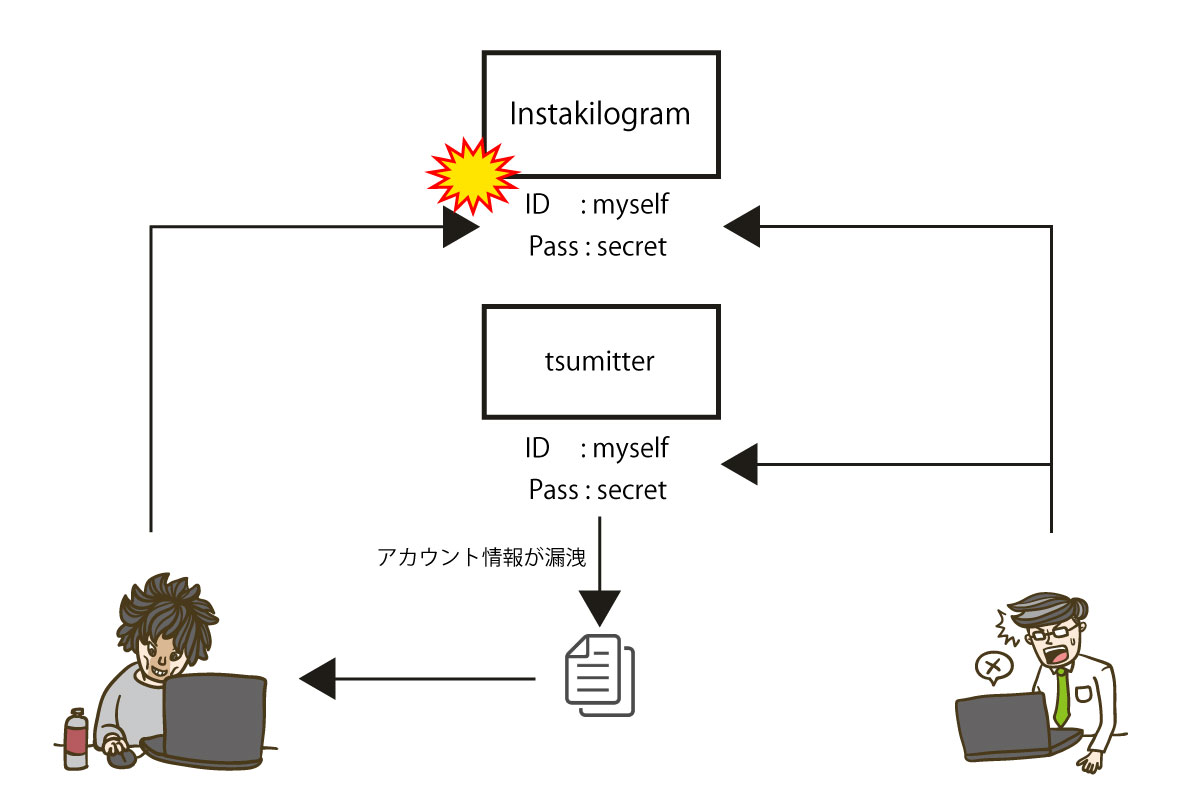 Instakilogram
ID : myself
Pass : secret
tsumitter
ID : myself
Pass : secret
アカウント情報が漏洩